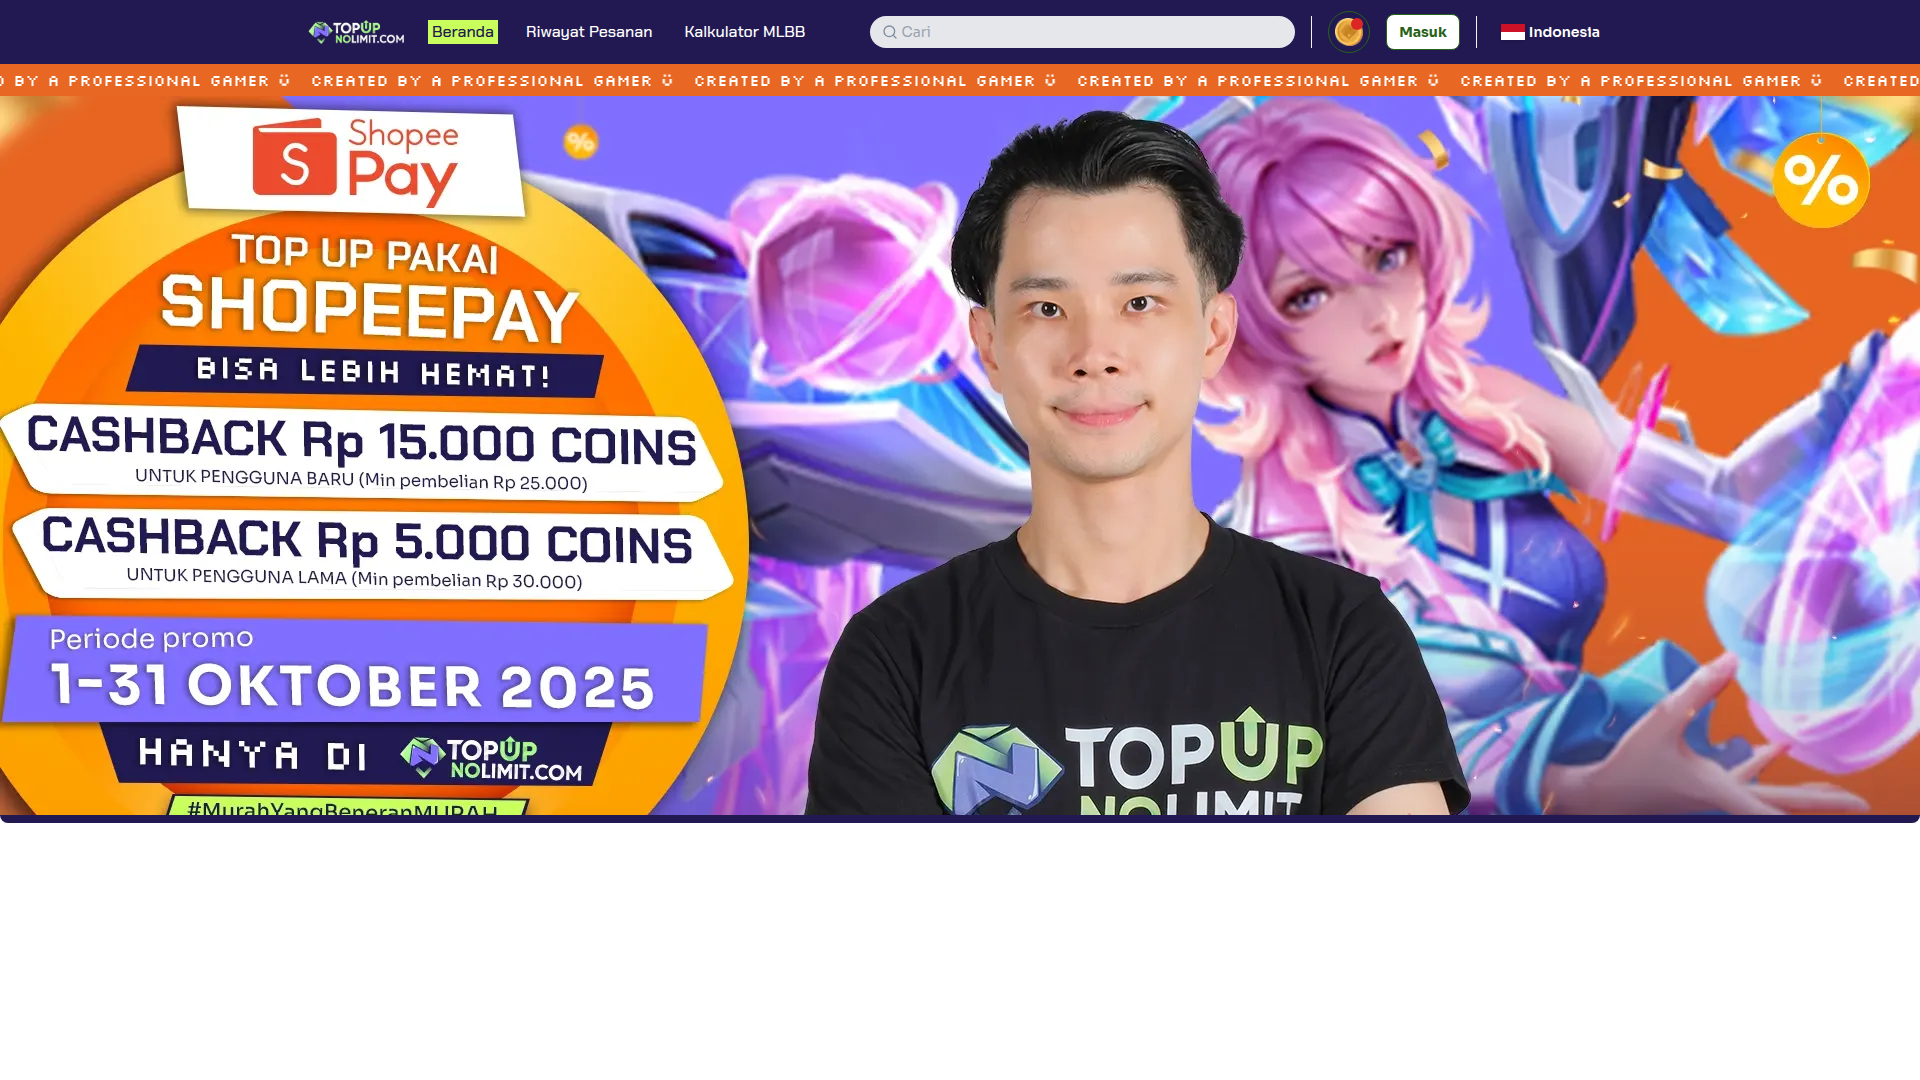 TOPUP NOLIMIT.COM
Beranda
Riwayat Pesanan
Kalkulator MLBB
Cari
Masuk
Indonesia
D BY A PROFESSIONAL GAMER CREATED BY A PROFESSIONAL GAMER CREATED BY A PROFESSIONAL GAMER CREATED BY A PROFESSIONAL GAMER CREATED BY A PROFESSIONAL GAMER CREATED
S Shopee
Pay
TOP UP PAKAI
SHOPEEPAY
BISA LEBIH HEMAT!
CASHBACK Rp 15.000 COINS
UNTUK PENGGUNA BARU (Min pembelian Rp 25.000)
CASHBACK Rp 5.000 COINS
UNTUK PENGGUNA LAMA (Min pembelian Rp 30.000)
Periode promo
1-31 OKTOBER 2025
HANYA DI TOPUP NOLIMIT.COM
#MurahYangBeneranMURAH
%
%
TOPUP
NOLIMIT